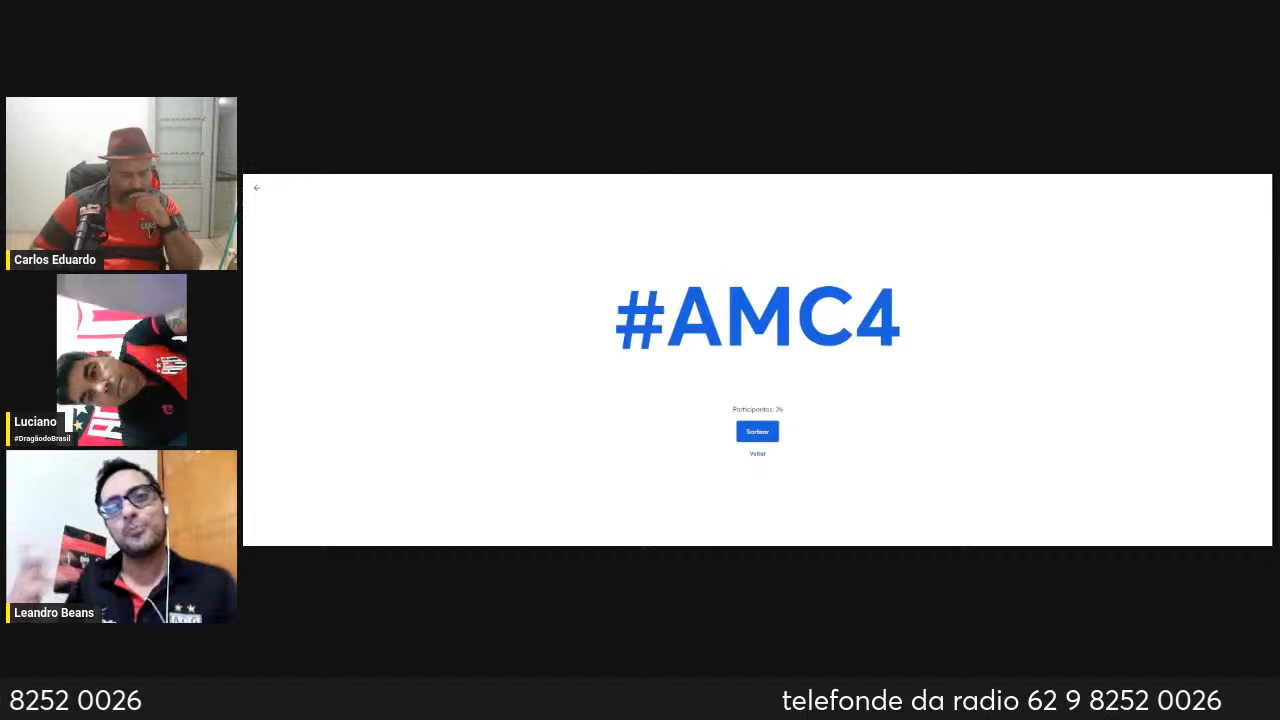 Carlos Eduardo
Luciano
#DragãodoBrasil
Leandro Beans
#AMC4
Participantes: 26
Sortear
Voltar
8252 0026
telefonde da radio 62 9 8252 0026